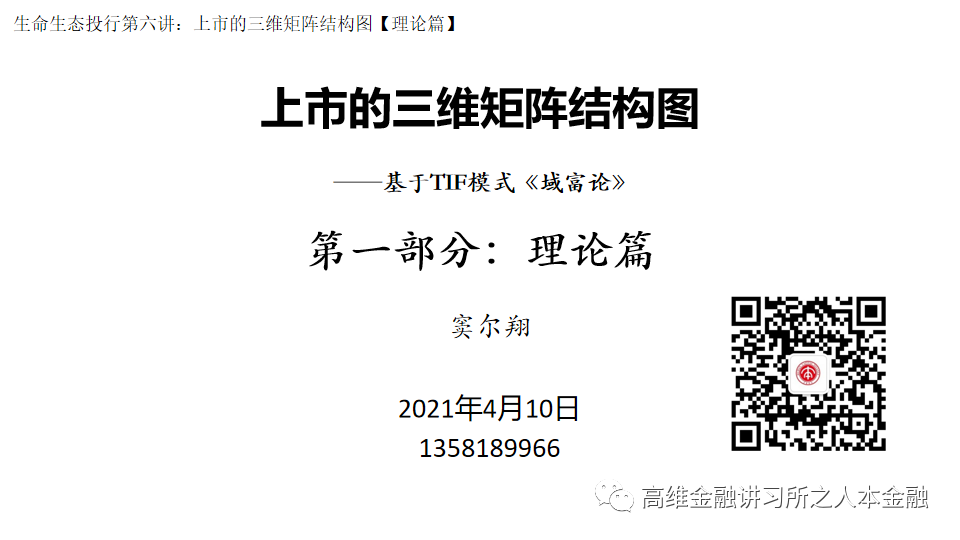 生命生态投行第六讲：上市的三维矩阵结构图【理论篇】
上市的三维矩阵结构图
——基于TIF模式《域富论》
第一部分：理论篇
窦尔翔
2021年4月10日
1358189966
高维金融讲习所之人本金融